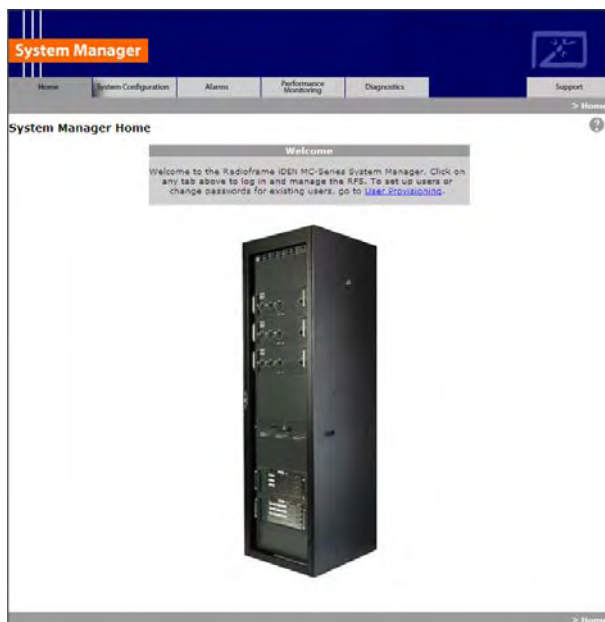 System Manager
Home
System Configuration
Alarms
Performance
Monitoring
Diagnostics
Support
> Home
System Manager Home
?
Welcome
Welcome to the Radioframe iDEN MC-Series System Manager. Click on
any tab above to log in and manage the RFS. To set up users or
change passwords for existing users, go to User Provisioning.
> Home